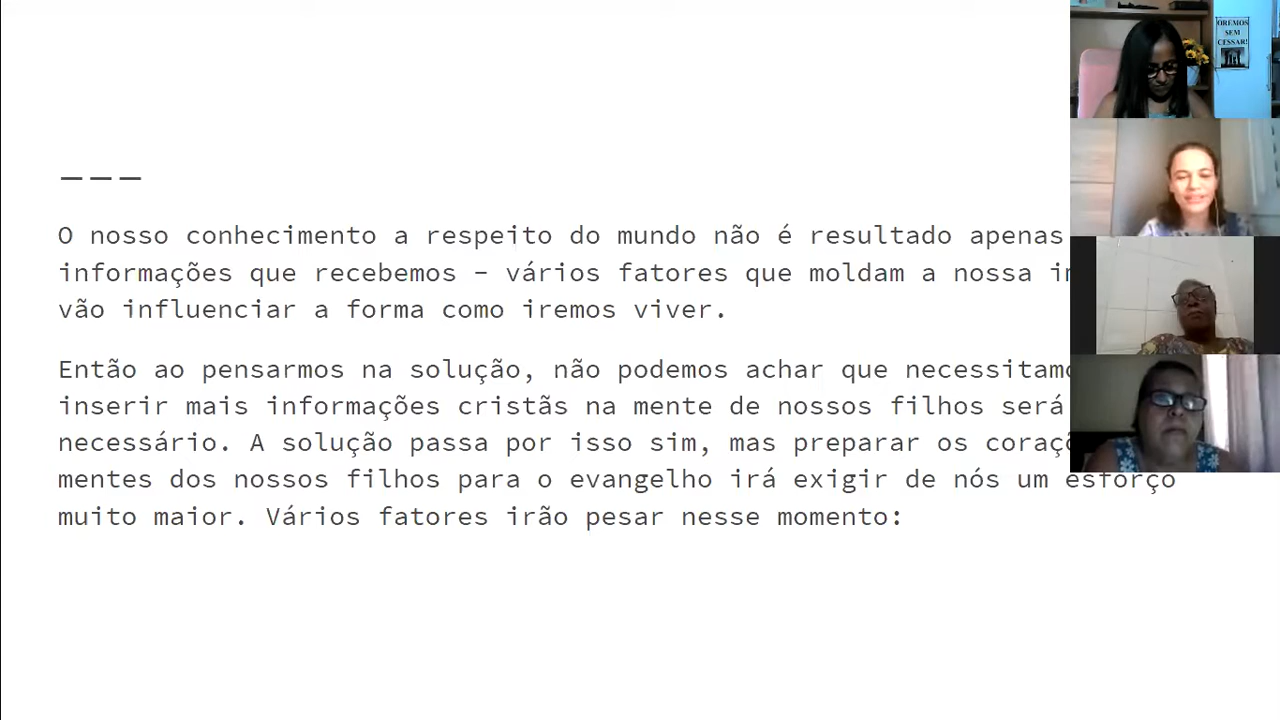 ———
O nosso conhecimento a respeito do mundo não é resultado apenas
informações que recebemos – vários fatores que moldam a nossa
vão influenciar a forma como iremos viver.
Então ao pensarmos na solução, não podemos achar que
inserir mais informações cristãs na mente de nossos filhos será
necessário. A solução passa por isso sim, mas preparar os
mentes dos nossos filhos para o evangelho irá exigir de nós um esforço
muito maior. Vários fatores irão pesar nesse momento:
OREMOS
SEM
CESSAR!